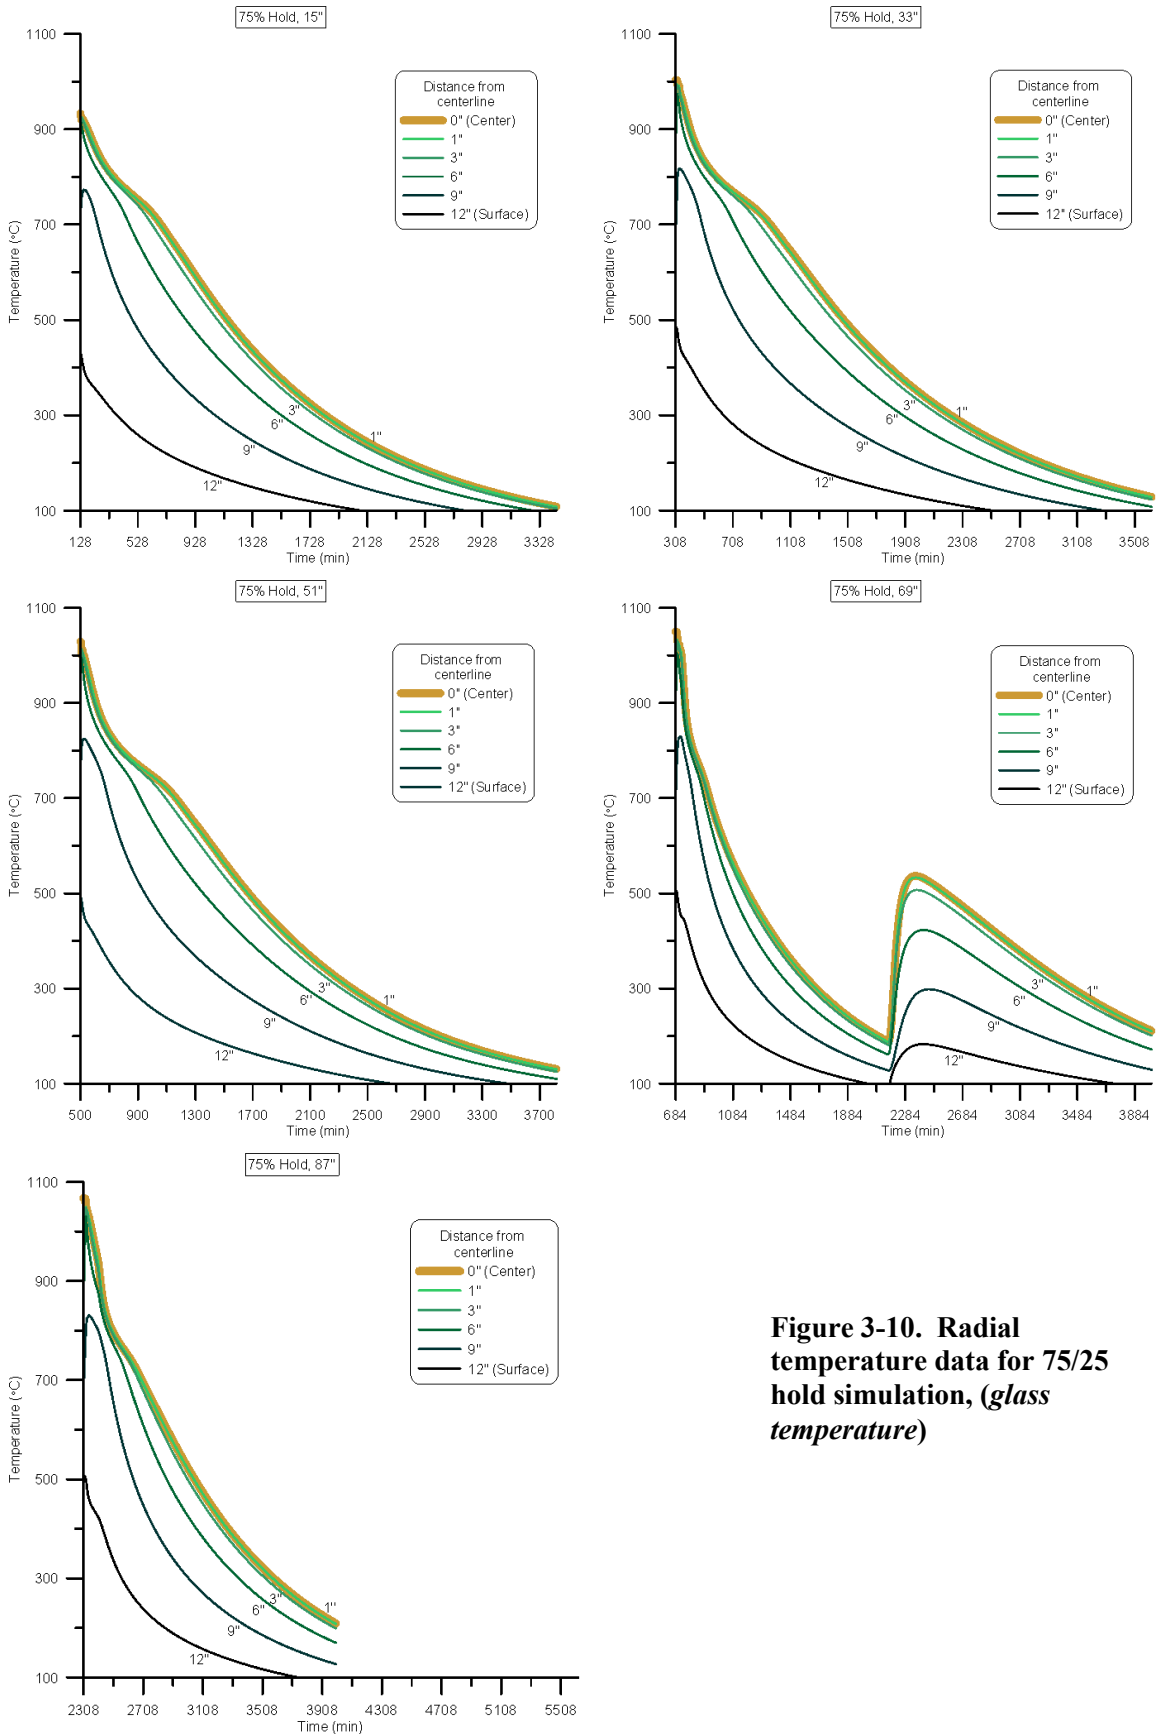 75% Hold, 15"
1100
900
700
500
300
100
Temperature (°C)
Distance from
centerline
0" (Center)
1"
3"
6"
9"
12" (Surface)
3"
6"
1"
9"
12"
128 528 928 1328 1728 2128 2528 2928 3328
Time (min)
75% Hold, 33"
1100
900
700
500
300
100
Temperature (°C)
Distance from
centerline
0" (Center)
1"
3"
6"
9"
12" (Surface)
3"
1"
6"
9"
12"
308 708 1108 1508 1908 2308 2708 3108 3508
Time (min)
75% Hold, 51"
1100
900
700
500
300
100
Temperature (°C)
Distance from
centerline
0" (Center)
1"
3"
6"
9"
12" (Surface)
3"
6"
1"
9"
12"
500 900 1300 1700 2100 2500 2900 3300 3700
Time (min)
75% Hold, 69"
1100
900
700
500
300
100
Temperature (°C)
Distance from
centerline
0" (Center)
1"
3"
6"
9"
12" (Surface)
3"
1"
6"
9"
12"
684 1084 1484 1884 2284 2684 3084 3484 3884
Time (min)
75% Hold, 87"
1100
900
700
500
300
100
Temperature (°C)
Distance from
centerline
0" (Center)
1"
3"
6"
9"
12" (Surface)
3"
6"
1"
9"
12"
2308 2708 3108 3508 3908 4308 4708 5108 5508
Time (min)
Figure 3-10. Radial
temperature data for 75/25
hold simulation, (glass
temperature)